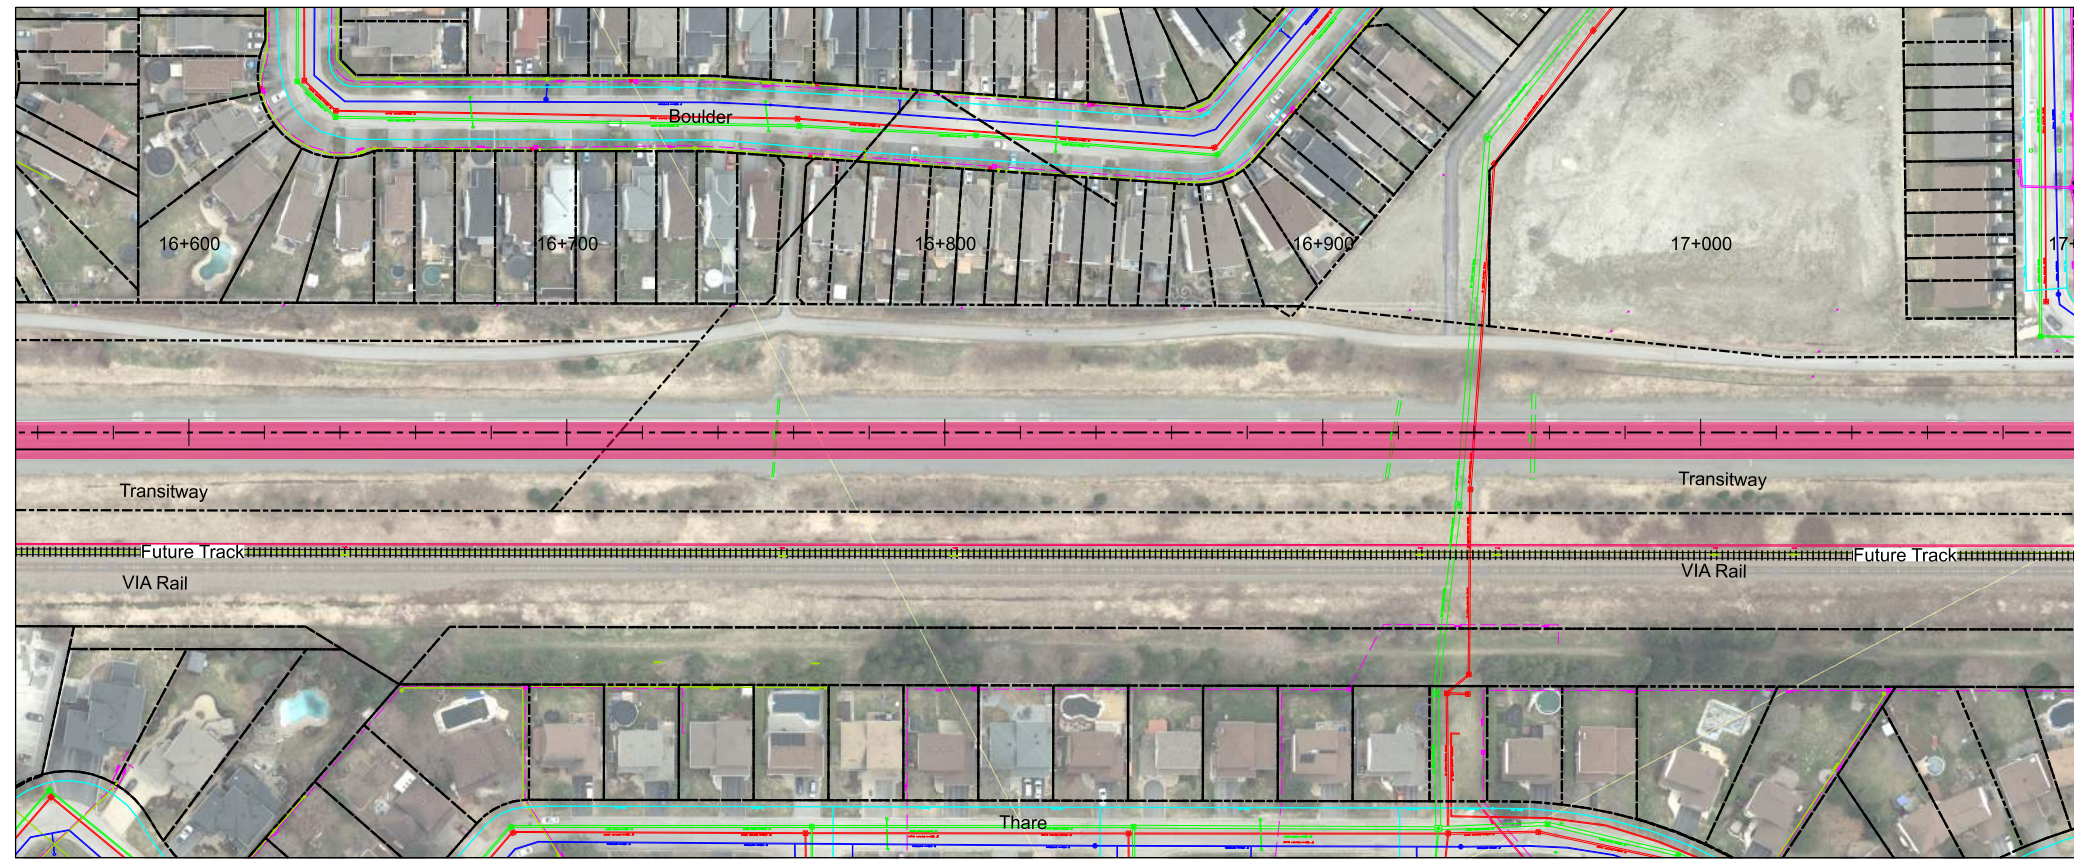 Boulder
16+600
16+700
16+800
16+900
17+000
17+
Transitway
Transitway
Future Track
Future Track
VIA Rail
VIA Rail
Thare